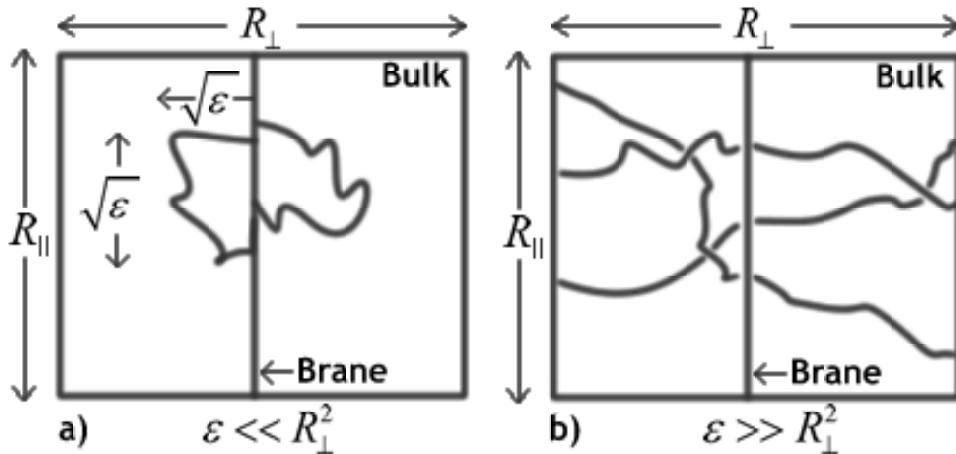 R⊥
Bulk
√ε
√ε
R||
←Brane
a) ε << R⊥²
R⊥
Bulk
R||
←Brane
b) ε >> R⊥²